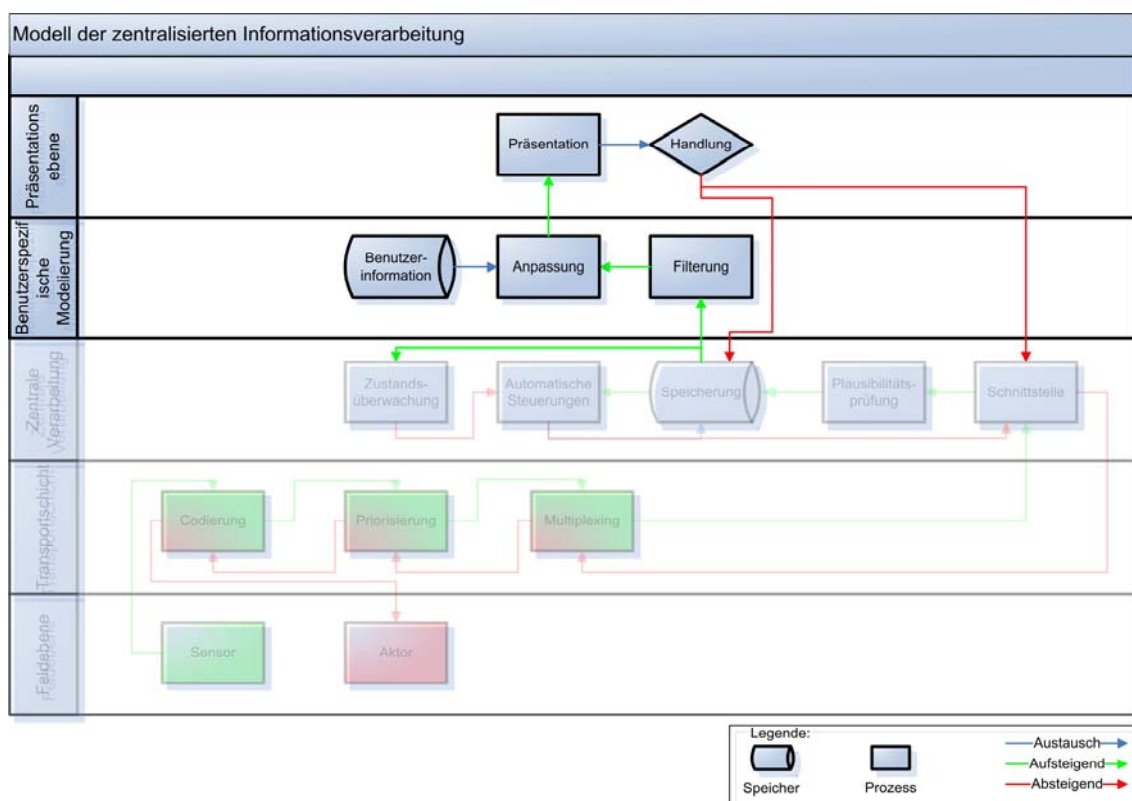 Modell der zentralisierten Informationsverarbeitung
Präsentations
ebene
Präsentation
Handlung
Benutzerspezif
ische
Modelierung
Benutzer-
information
Anpassung
Filterung
Zentrale
Verarbeitung
Zustands-
überwachung
Automatische
Steuerungen
Speicherung
Plausibilitäts-
prüfung
Schnittstelle
Transportschicht
Codierung
Priorisierung
Multiplexing
Feldebene
Sensor
Aktor
Legende:
Speicher
Prozess
Austausch
Aufsteigend
Absteigend